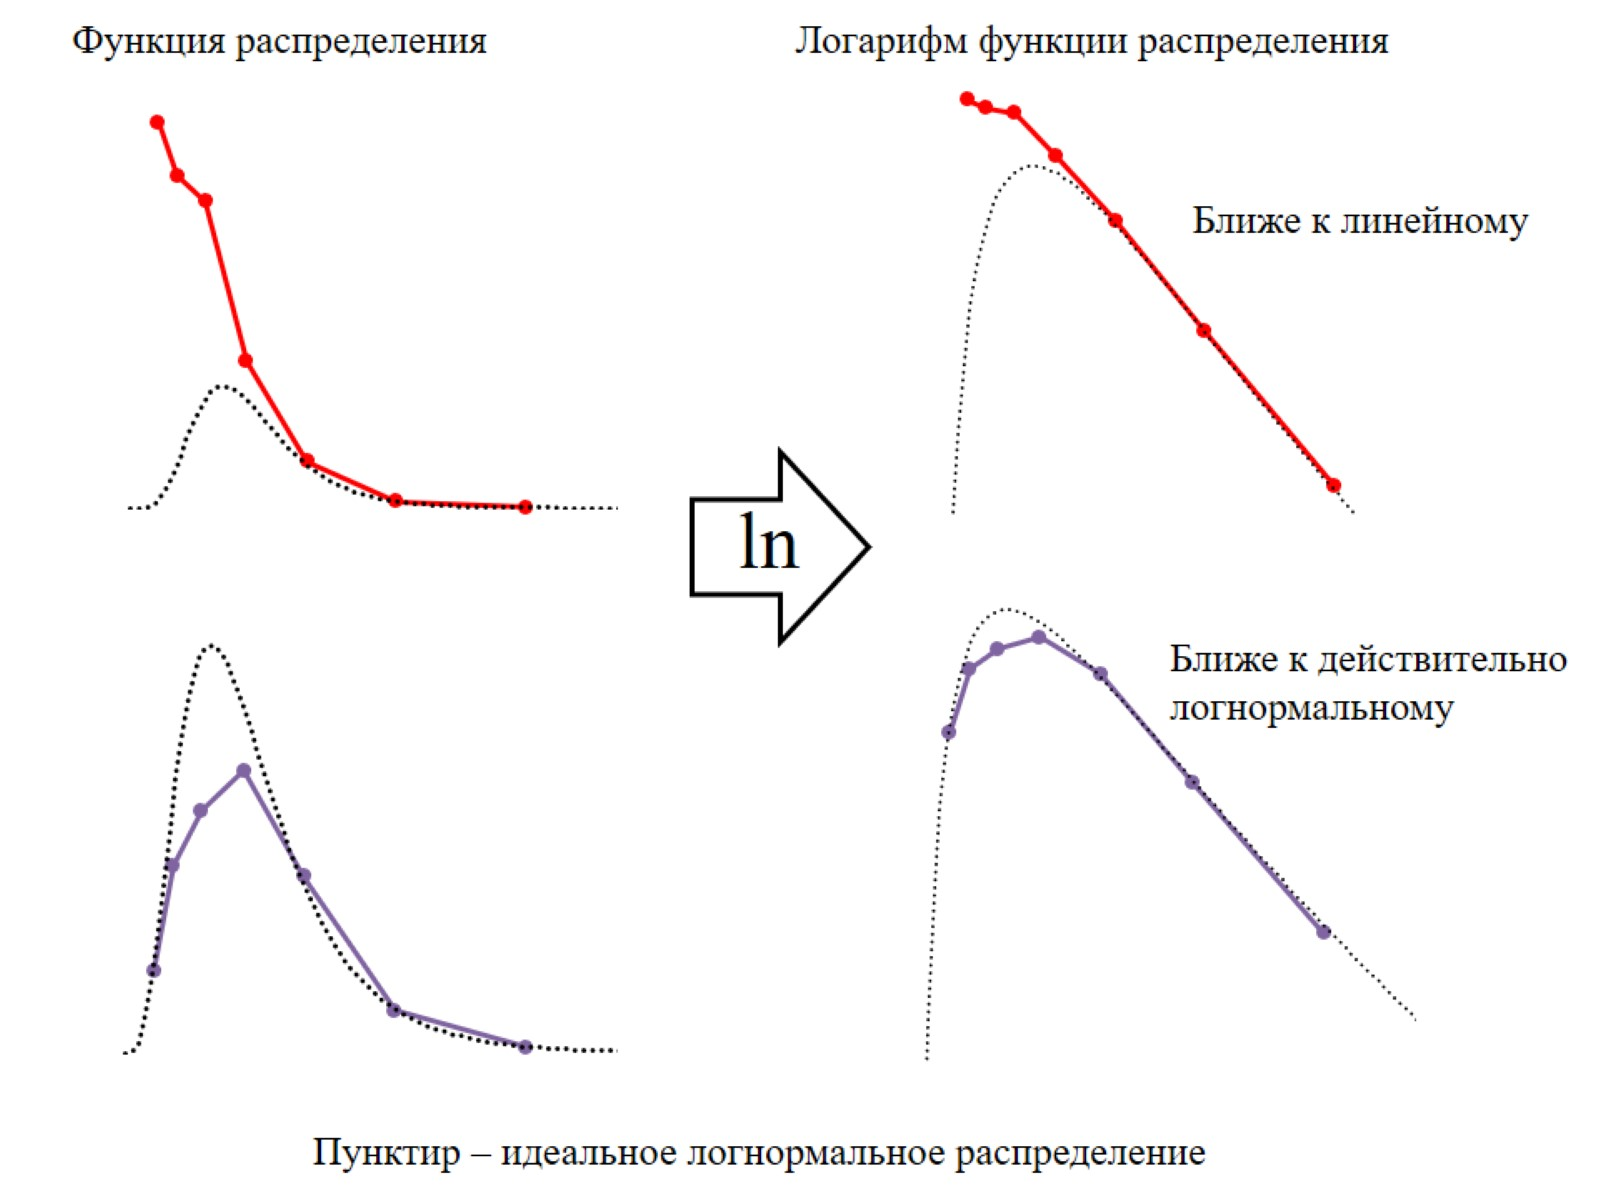 Функция распределения
Логарифм функции распределения
Ближе к линейному
ln
Ближе к действительно
логнормальному
Пунктир – идеальное логнормальное распределение